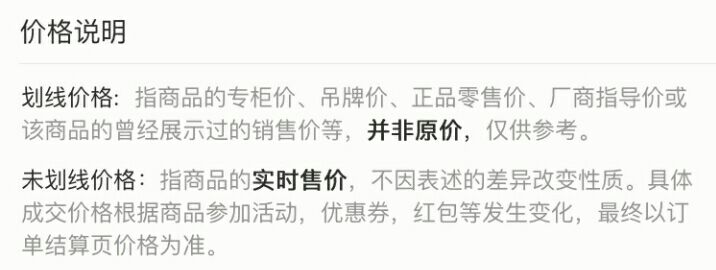 价格说明
划线价格：指商品的专柜价、吊牌价、正品零售价、厂商指导价或
该商品的曾经展示过的销售价等，并非原价，仅供参考。
未划线价格：指商品的实时售价，不因表述的差异改变性质。具体
成交价格根据商品参加活动，优惠券，红包等发生变化，最终以订
单结算页价格为准。